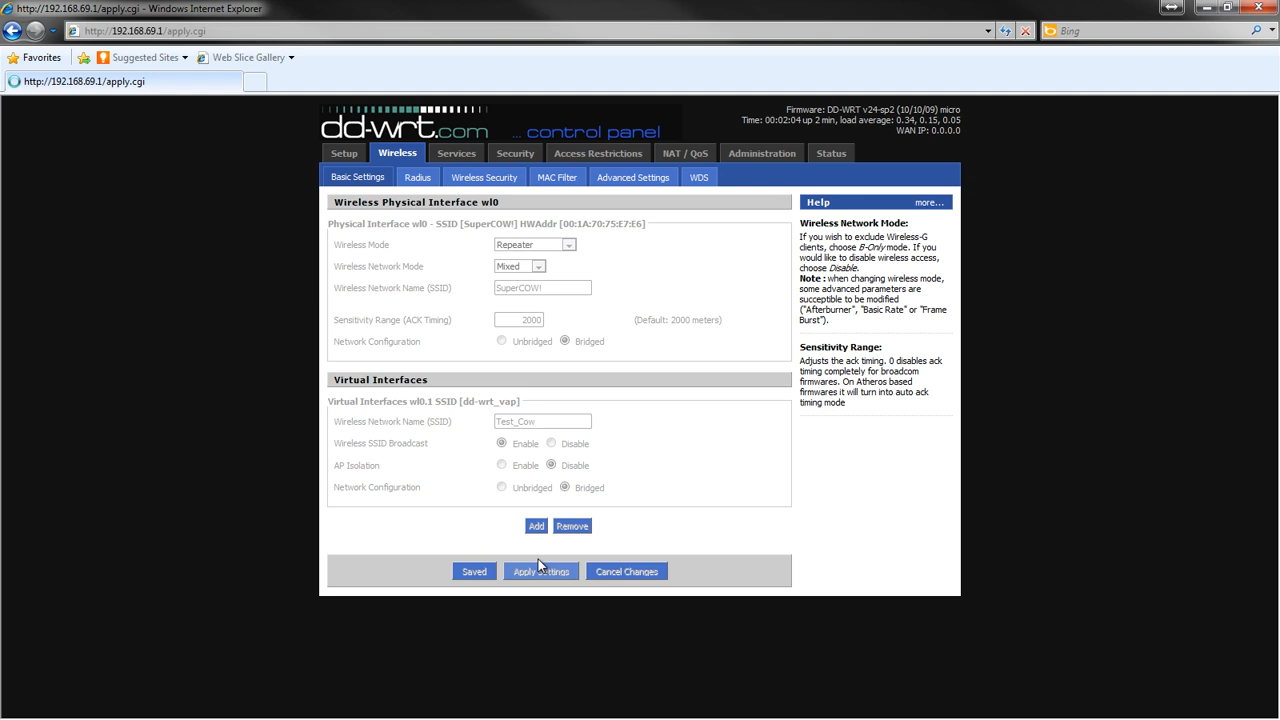 http://192.168.69.1/apply.cgi - Windows Internet Explorer
http://192.168.69.1/apply.cgi
Bing
Favorites
Suggested Sites
Web Slice Gallery
http://192.168.69.1/apply.cgi
dd-wrt.com ... control panel
Firmware: DD-WRT v24-sp2 (10/10/09) micro
Time: 00:02:04 up 2 min, load average: 0.34, 0.15, 0.05
WAN IP: 0.0.0.0
Setup Wireless Services Security Access Restrictions NAT / QoS Administration Status
Basic Settings Radius Wireless Security MAC Filter Advanced Settings WDS
Wireless Physical Interface wl0
Physical Interface wl0 - SSID [SuperCOW!] HWAddr [00:1A:70:75:E7:E6]
Wireless Mode Repeater
Wireless Network Mode Mixed
Wireless Network Name (SSID) SuperCOW!
Sensitivity Range (ACK Timing) 2000 (Default: 2000 meters)
Network Configuration Unbridged Bridged
Virtual Interfaces
Virtual Interfaces wl0.1 SSID [dd-wrt_vap]
Wireless Network Name (SSID) Test_Cow
Wireless SSID Broadcast Enable Disable
AP Isolation Enable Disable
Network Configuration Unbridged Bridged
Add Remove
Saved Apply Settings Cancel Changes
Help more...
Wireless Network Mode:
If you wish to exclude Wireless-G
clients, choose B-Only mode. If you
would like to disable wireless access,
choose Disable.
Note : when changing wireless mode,
some advanced parameters are
succeptible to be modified
("Afterburner", "Basic Rate" or "Frame
Burst").
Sensitivity Range:
Adjusts the ack timing. 0 disables ack
timing completely for broadcom
firmwares. On Atheros based
firmwares it will turn into auto ack
timing mode